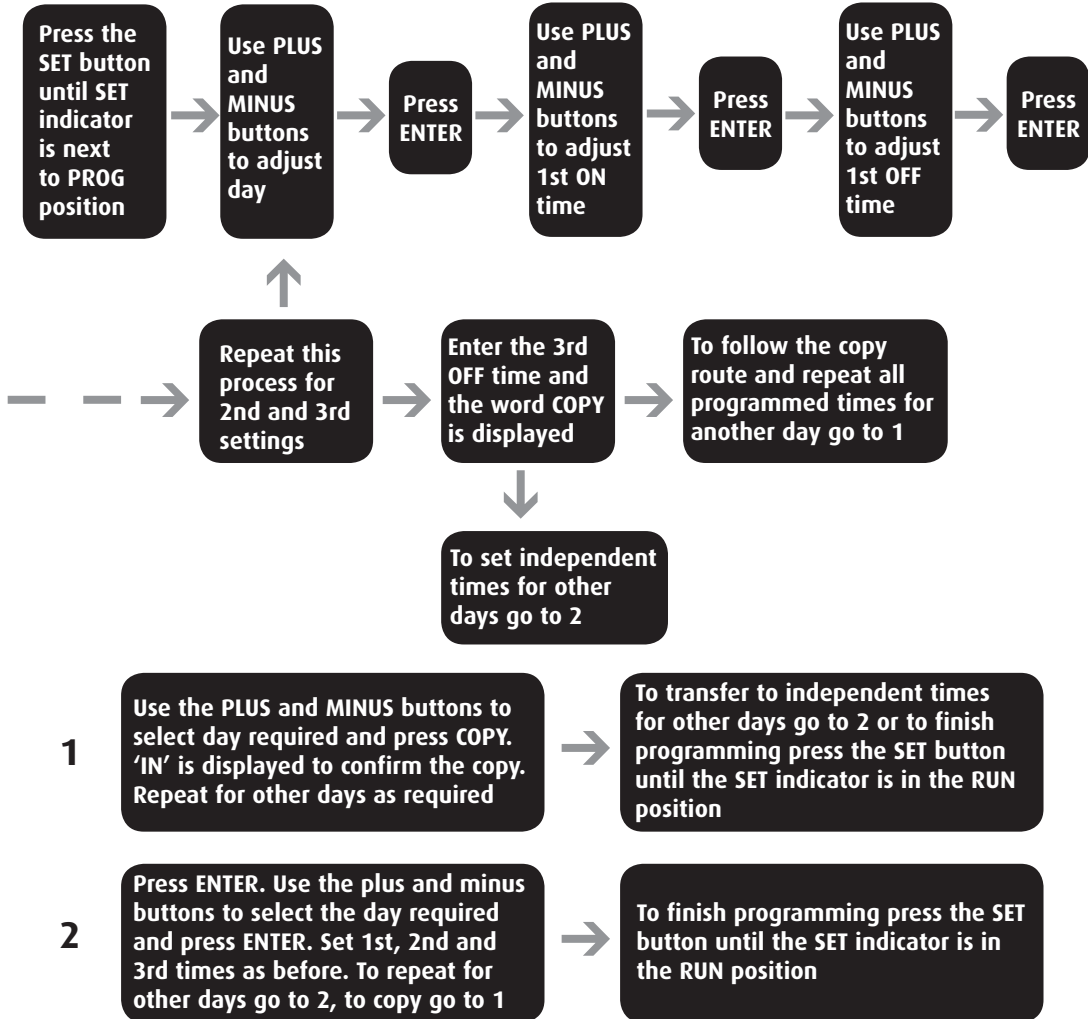 Press the
SET button
until SET
indicator
is next
to PROG
position
Use PLUS
and
MINUS
buttons
to adjust
day
Press
ENTER
Use PLUS
and
MINUS
buttons
to adjust
1st ON
time
Press
ENTER
Use PLUS
and
MINUS
buttons
to adjust
1st OFF
time
Press
ENTER
Repeat this
process for
2nd and 3rd
settings
Enter the 3rd
OFF time and
the word COPY
is displayed
To follow the copy
route and repeat all
programmed times for
another day go to 1
To set independent
times for other
days go to 2
1
Use the PLUS and MINUS buttons to
select day required and press COPY.
‘IN’ is displayed to confirm the copy.
Repeat for other days as required
To transfer to independent times
for other days go to 2 or to finish
programming press the SET button
until the SET indicator is in the RUN
position
2
Press ENTER. Use the plus and minus
buttons to select the day required
and press ENTER. Set 1st, 2nd and
3rd times as before. To repeat for
other days go to 2, to copy go to 1
To finish programming press the SET
button until the SET indicator is in
the RUN position